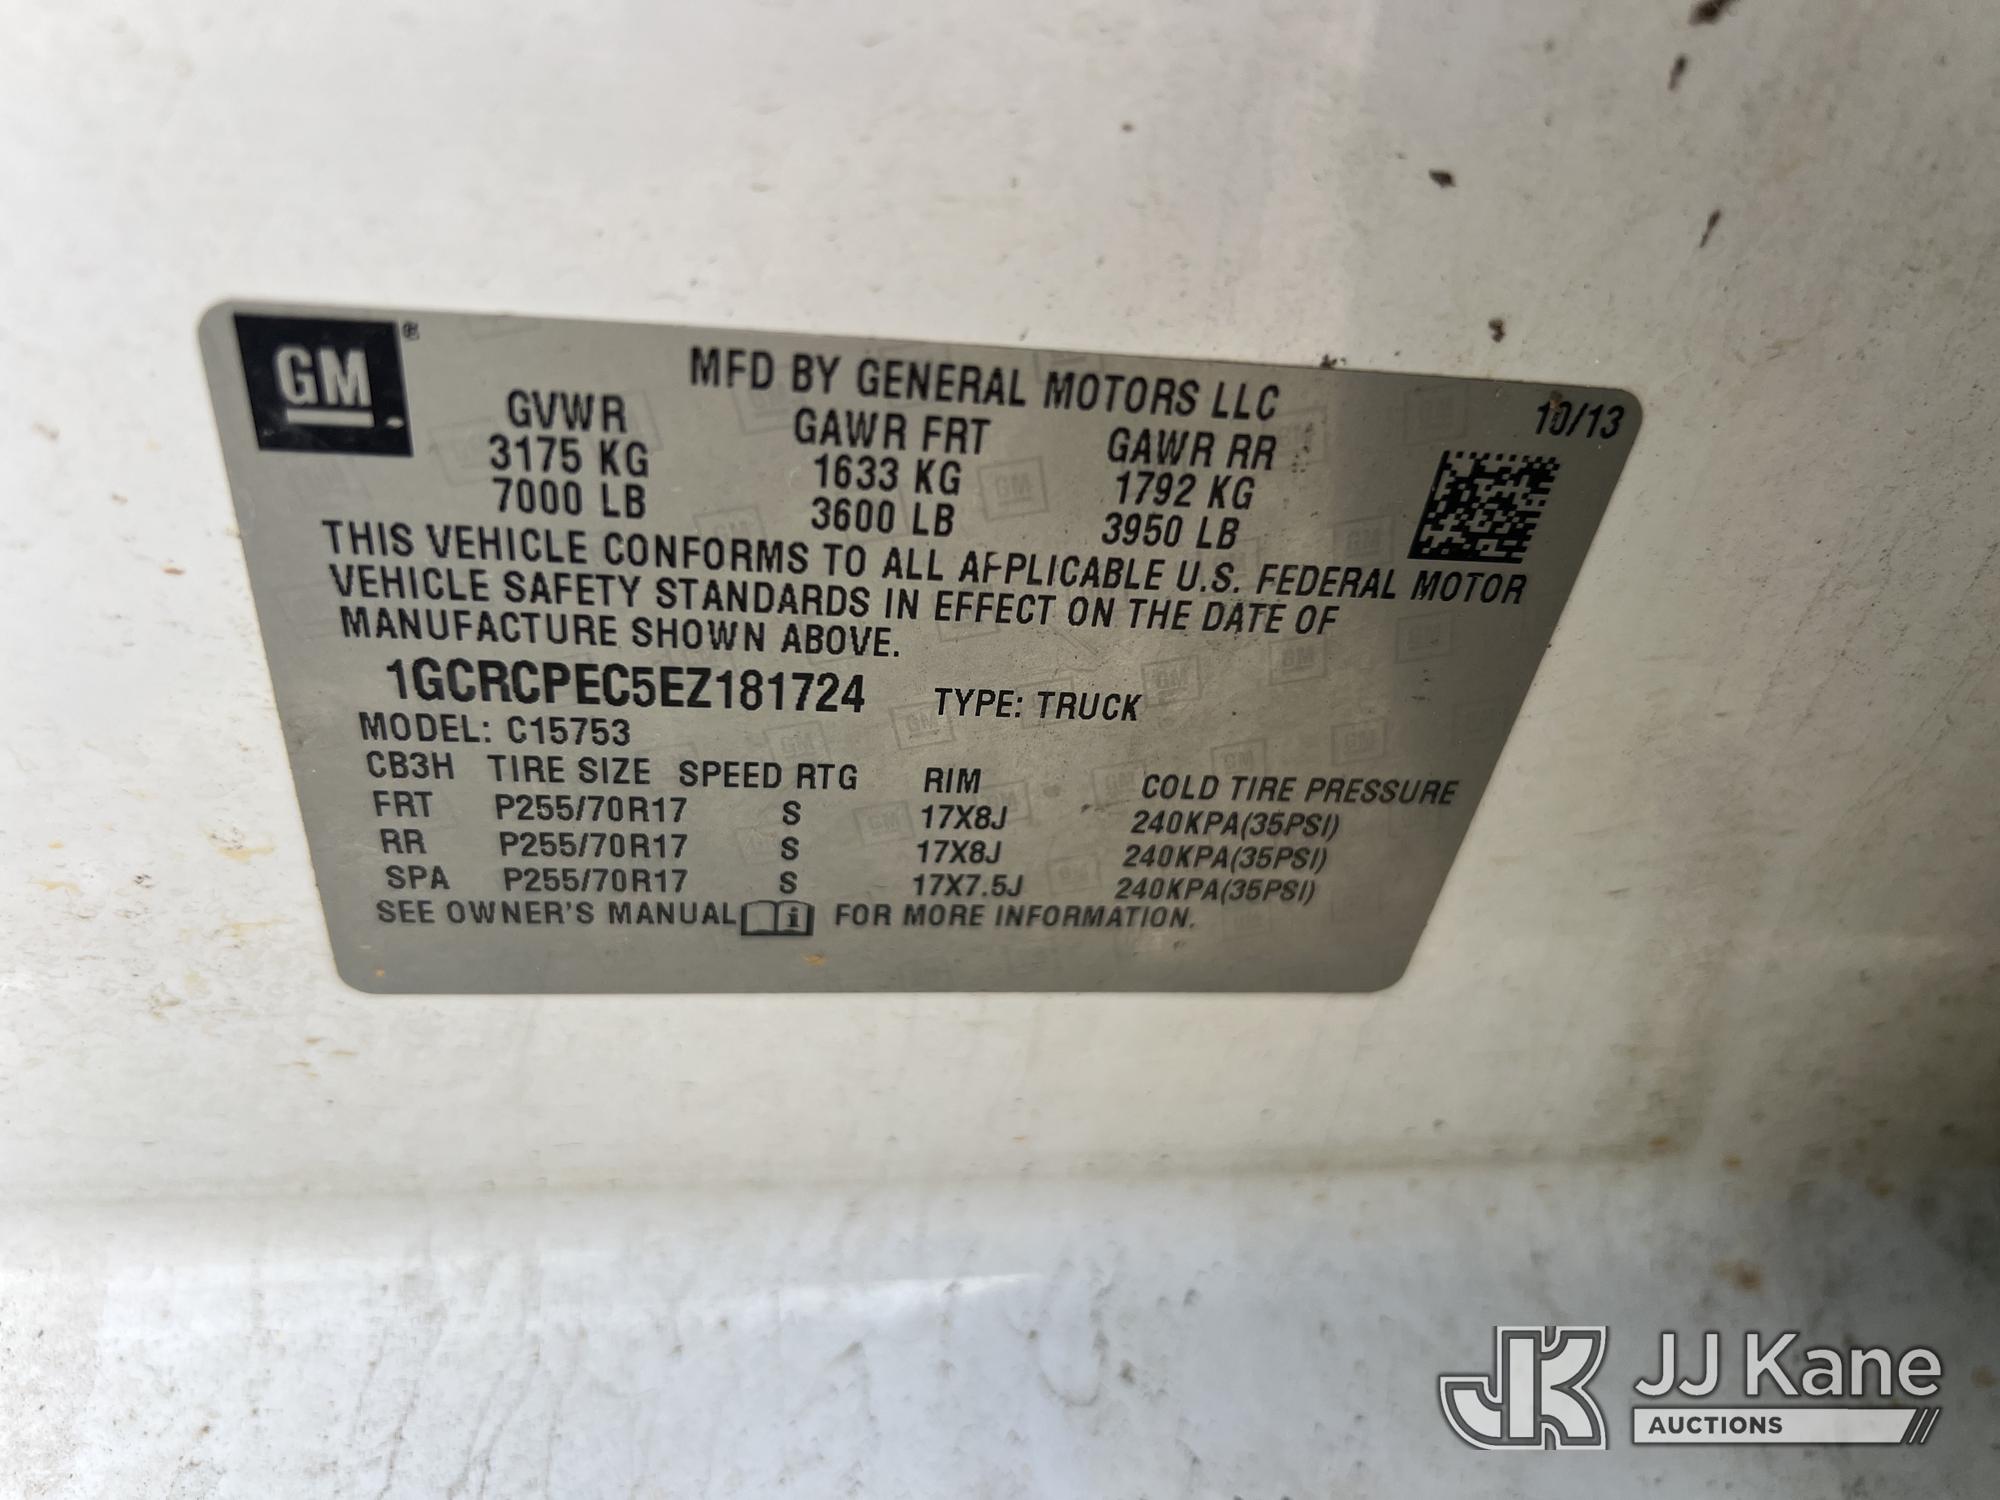 GM®
MFD BY GENERAL MOTORS LLC
10/13
GVWR GAWR FRT GAWR RR
3175 KG 1633 KG 1792 KG
7000 LB 3600 LB 3950 LB
THIS VEHICLE CONFORMS TO ALL APPLICABLE U.S. FEDERAL MOTOR
VEHICLE SAFETY STANDARDS IN EFFECT ON THE DATE OF
MANUFACTURE SHOWN ABOVE.
1GCRCPEC5EZ181724 TYPE: TRUCK
MODEL: C15753
CB3H TIRE SIZE SPEED RTG RIM COLD TIRE PRESSURE
FRT P255/70R17 S 17X8J 240KPA(35PSI)
RR P255/70R17 S 17X8J 240KPA(35PSI)
SPA P255/70R17 S 17X7.5J 240KPA(35PSI)
SEE OWNER'S MANUAL i FOR MORE INFORMATION.
JK JJ Kane
AUCTIONS